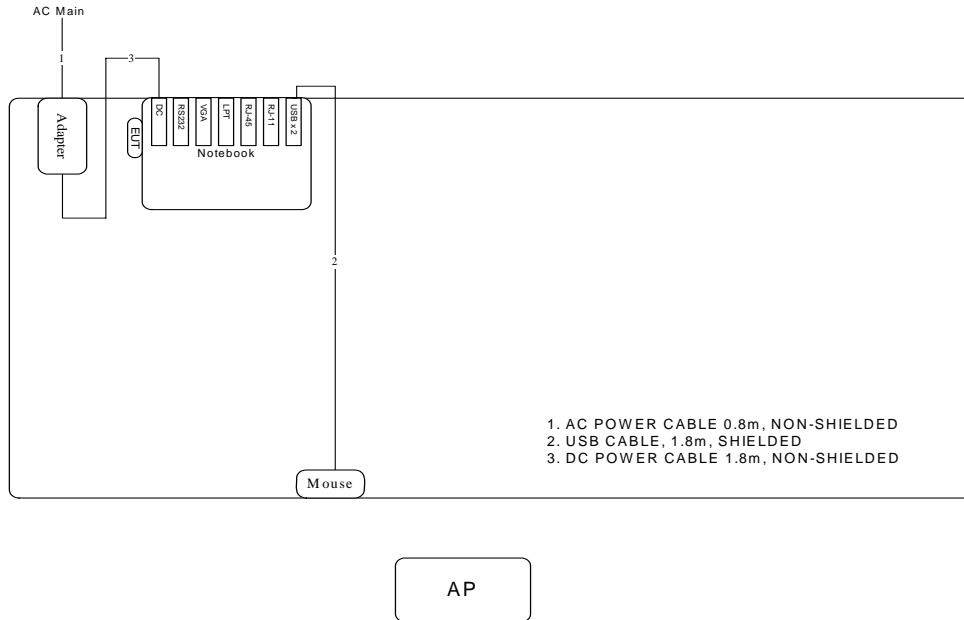 AC Main
1
3
Adapter
EUT
DC
RS232
VGA
LPT
RJ-45
RJ-11
USB x 2
Notebook
2
1. AC POWER CABLE 0.8m, NON-SHIELDED
2. USB CABLE, 1.8m, SHIELDED
3. DC POWER CABLE 1.8m, NON-SHIELDED
Mouse
AP